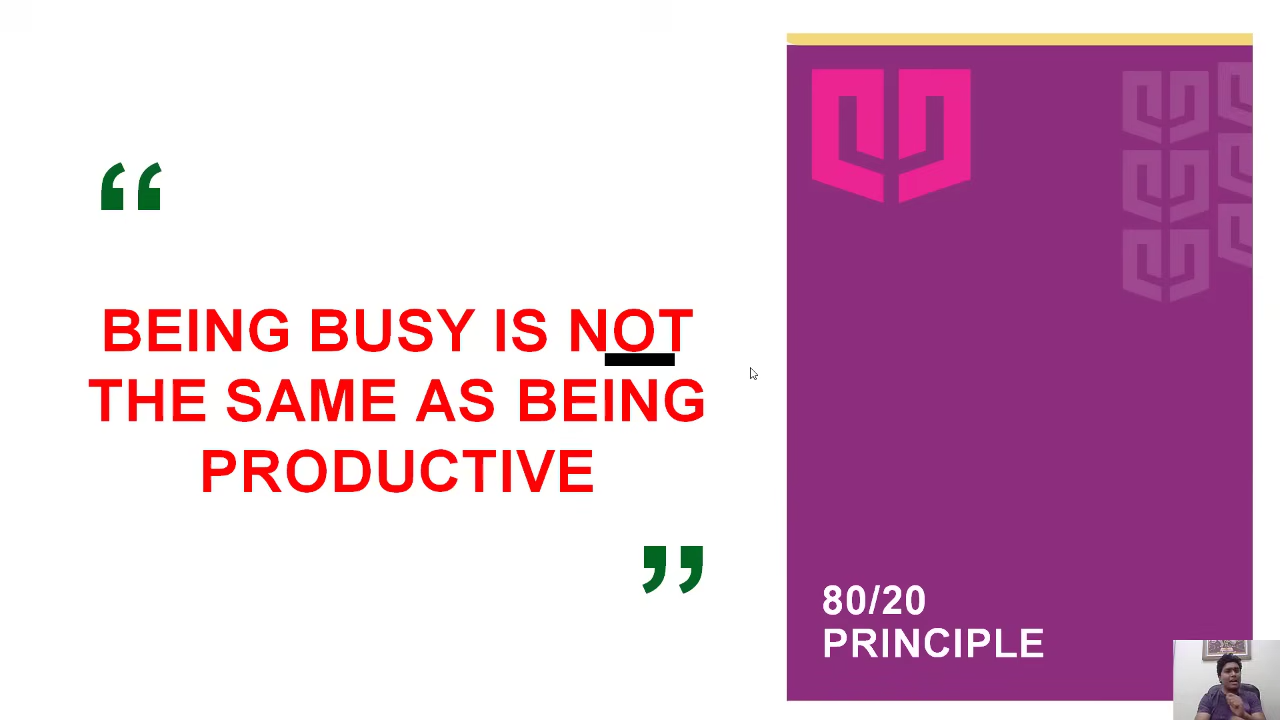 “
BEING BUSY IS NOT
THE SAME AS BEING
PRODUCTIVE
”
80/20
PRINCIPLE